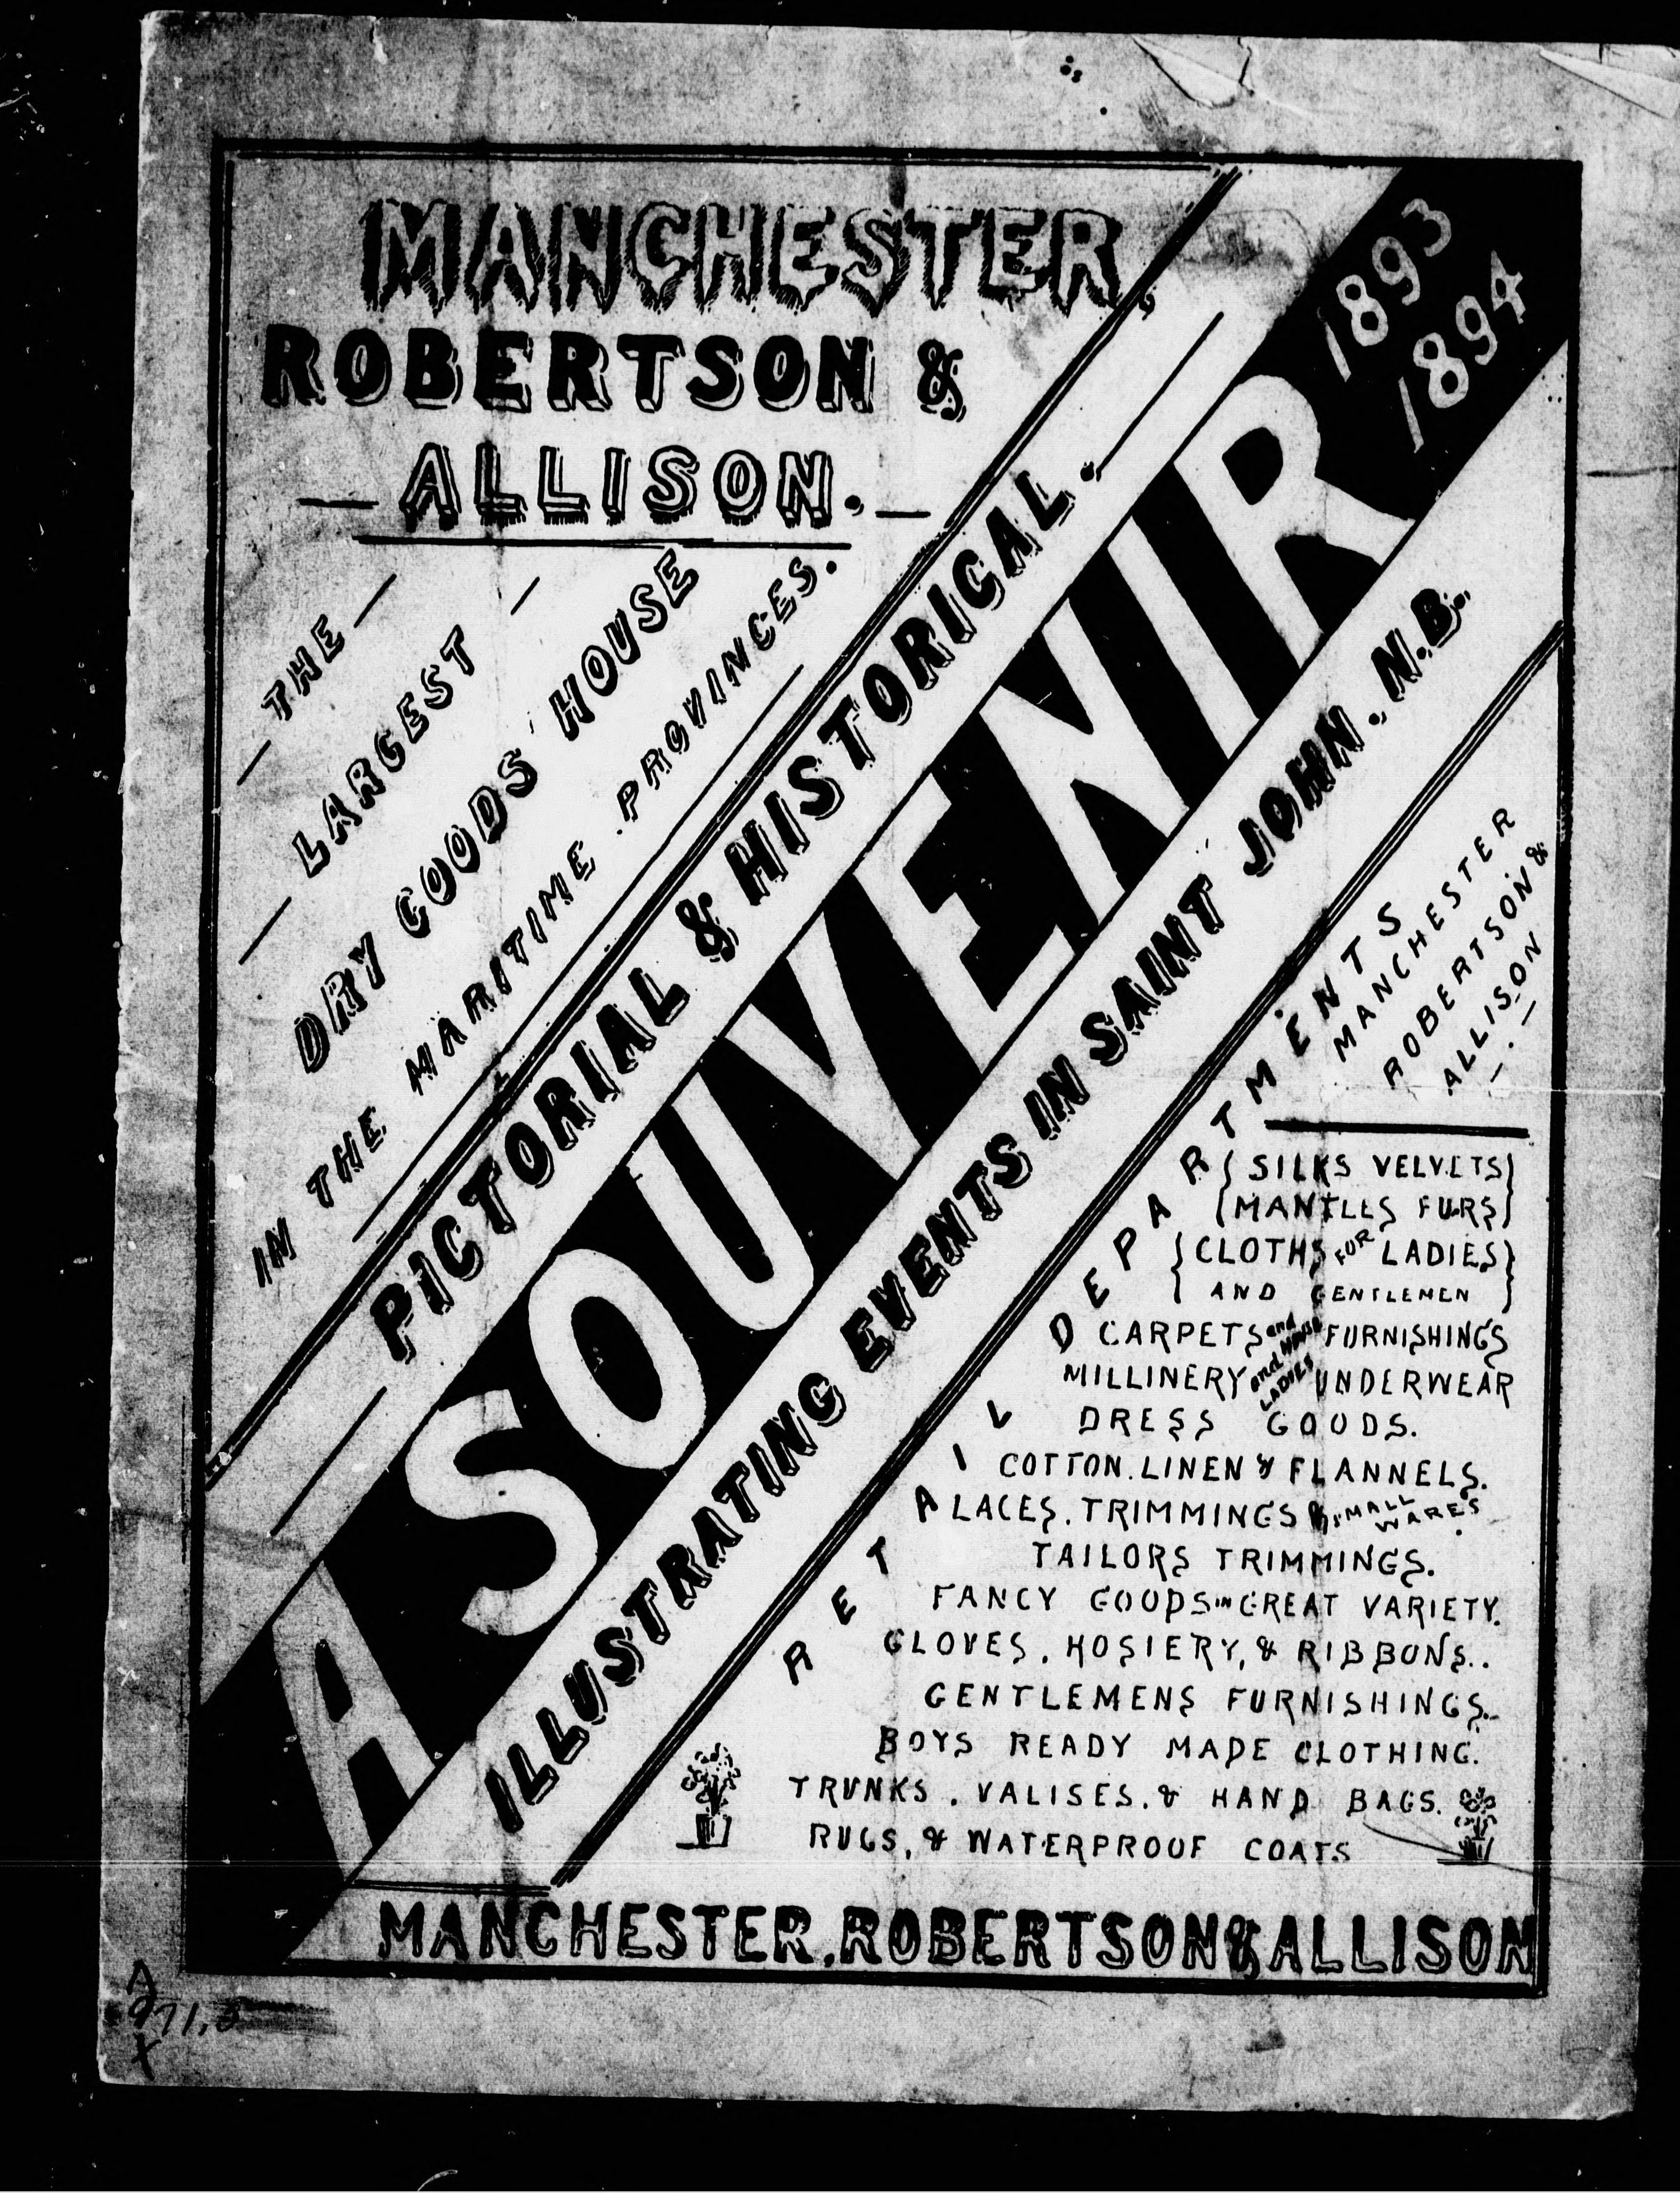 MANCHESTER
ROBERTSON &
ALLISON.
THE
LARGEST
DRY GOODS HOUSE
IN THE MARITIME PROVINCES.
PICTORIAL & HISTORICAL.
A SOUVENIR
1893
1894
ILLUSTRATING EVENTS IN SAINT JOHN. N.B.
RETAIL DEPARTMENTS
MANCHESTER
ROBERTSON &
ALLISON
SILKS VELVETS
MANTLLS FURS
CLOTHS FOR LADIES
AND GENTLEMEN
CARPETS and HOUSE FURNISHINGS
MILLINERY and LADIES UNDERWEAR
DRESS GOODS.
COTTON. LINEN & FLANNELS.
LACES. TRIMMINGS & SMALL WARES.
TAILORS TRIMMINGS.
FANCY GOODS IN GREAT VARIETY.
GLOVES, HOSIERY, & RIBBONS..
GENTLEMENS FURNISHINGS.
BOYS READY MADE CLOTHING.
TRUNKS, VALISES, & HAND BAGS.
RUGS, & WATERPROOF COATS
MANCHESTER, ROBERTSON & ALLISON